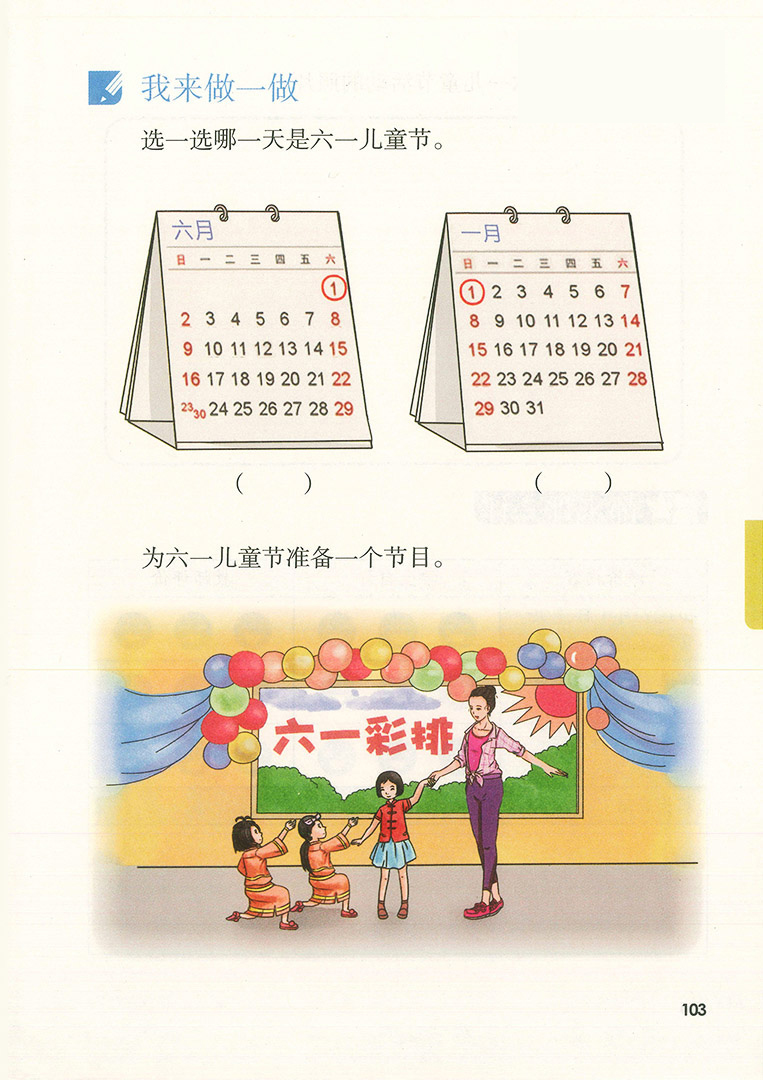 我来做一做
选一选哪一天是六一儿童节。
六月
日 一 二 三 四 五 六
1
2 3 4 5 6 7 8
9 10 11 12 13 14 15
16 17 18 19 20 21 22
23 30 24 25 26 27 28 29
一月
日 一 二 三 四 五 六
1 2 3 4 5 6 7
8 9 10 11 12 13 14
15 16 17 18 19 20 21
22 23 24 25 26 27 28
29 30 31
( ) ( )
为六一儿童节准备一个节目。
六一彩排
103